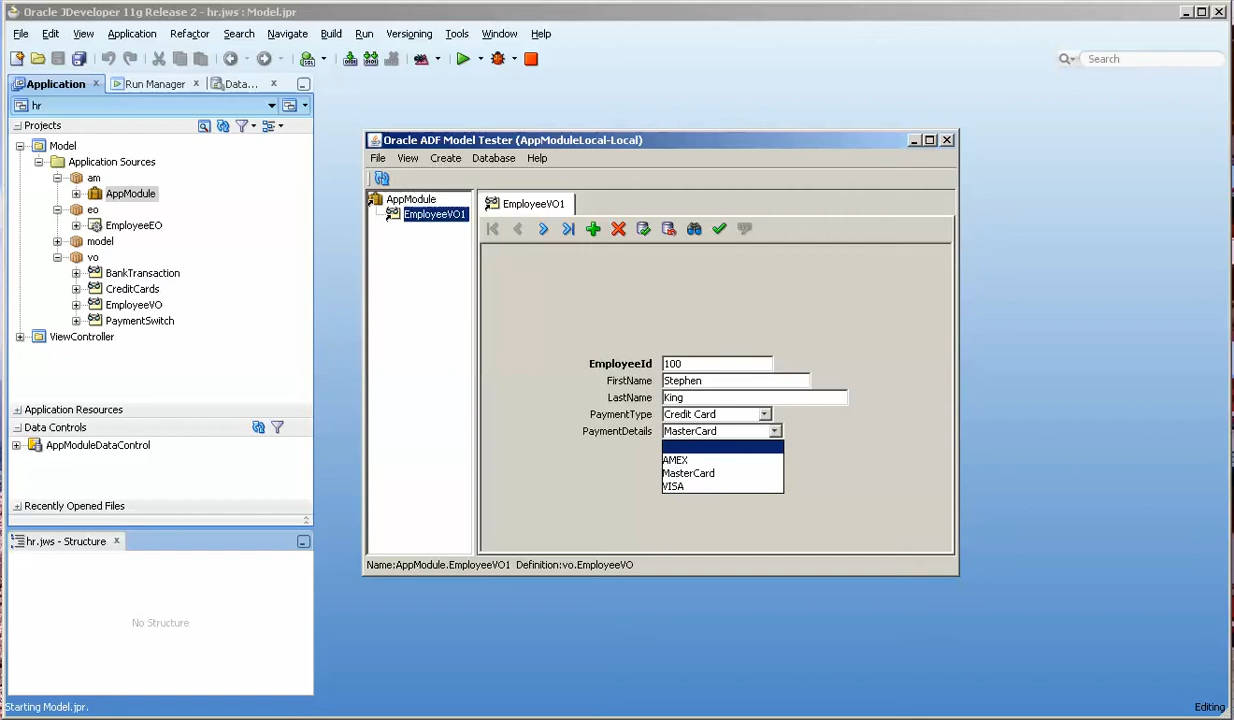 Oracle JDeveloper 11g Release 2 - hr.jws : Model.jpr
File Edit View Application Refactor Search Navigate Build Run Versioning Tools Window Help
Search
Application Run Manager Data...
hr
Projects
Model
Application Sources
am
AppModule
eo
EmployeeEO
model
vo
BankTransaction
CreditCards
EmployeeVO
PaymentSwitch
ViewController
Application Resources
Data Controls
AppModuleDataControl
Recently Opened Files
hr.jws - Structure
No Structure
Starting Model.jpr.
Editing
Oracle ADF Model Tester (AppModuleLocal-Local)
File View Create Database Help
AppModule
EmployeeVO1
EmployeeVO1
EmployeeId 100
FirstName Stephen
LastName King
PaymentType Credit Card
PaymentDetails MasterCard
AMEX
MasterCard
VISA
Name:AppModule.EmployeeVO1 Definition:vo.EmployeeVO